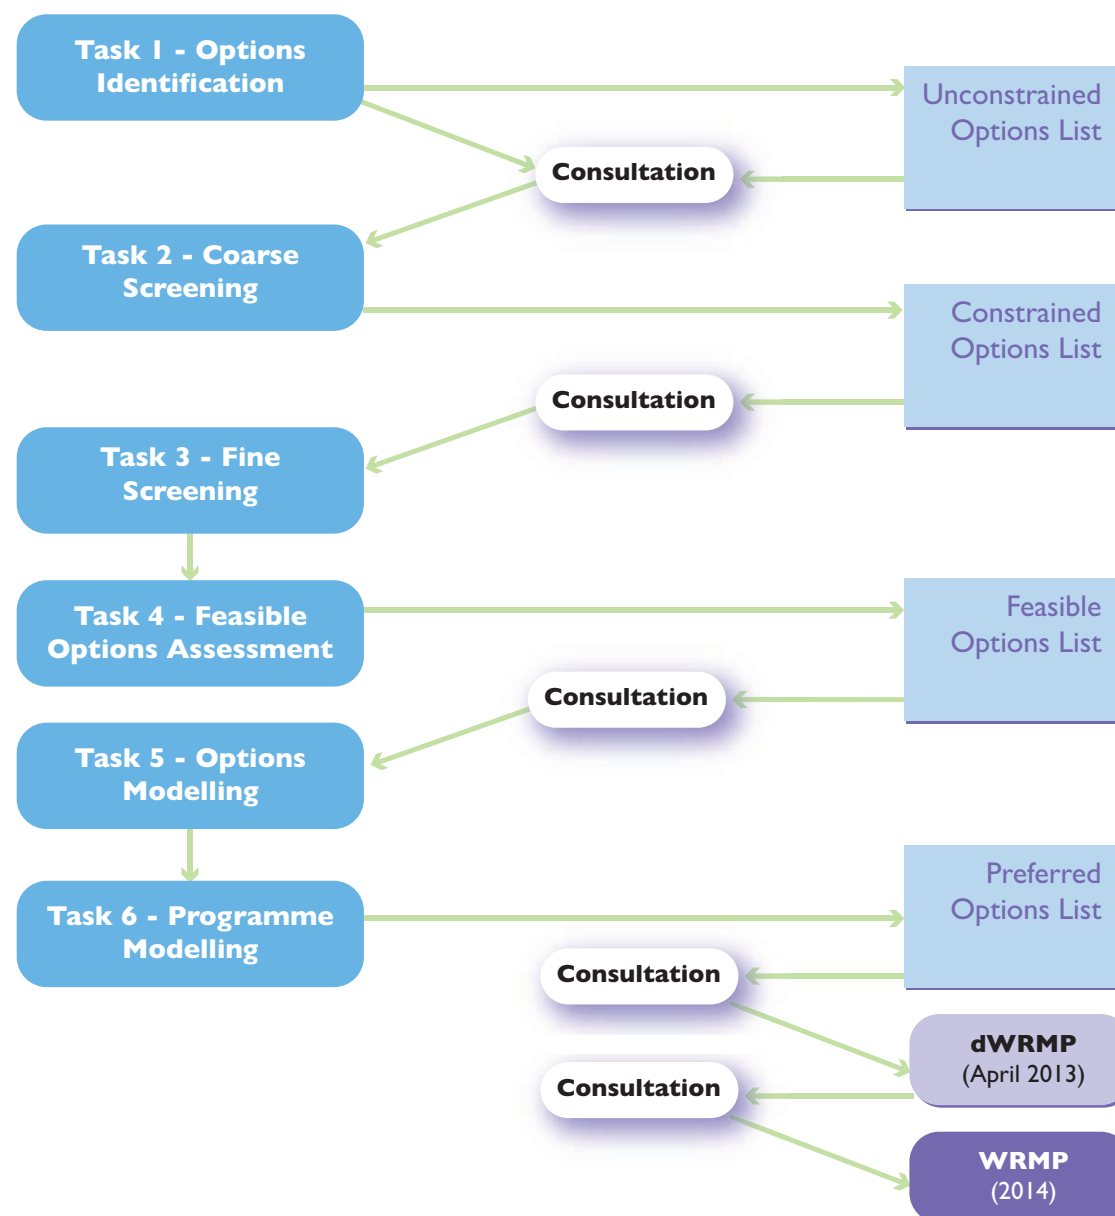 Task 1 - Options
Identification
Unconstrained
Options List
Consultation
Task 2 - Coarse
Screening
Constrained
Options List
Consultation
Task 3 - Fine
Screening
Task 4 - Feasible
Options Assessment
Feasible
Options List
Consultation
Task 5 - Options
Modelling
Task 6 - Programme
Modelling
Preferred
Options List
Consultation
dWRMP
(April 2013)
Consultation
WRMP
(2014)